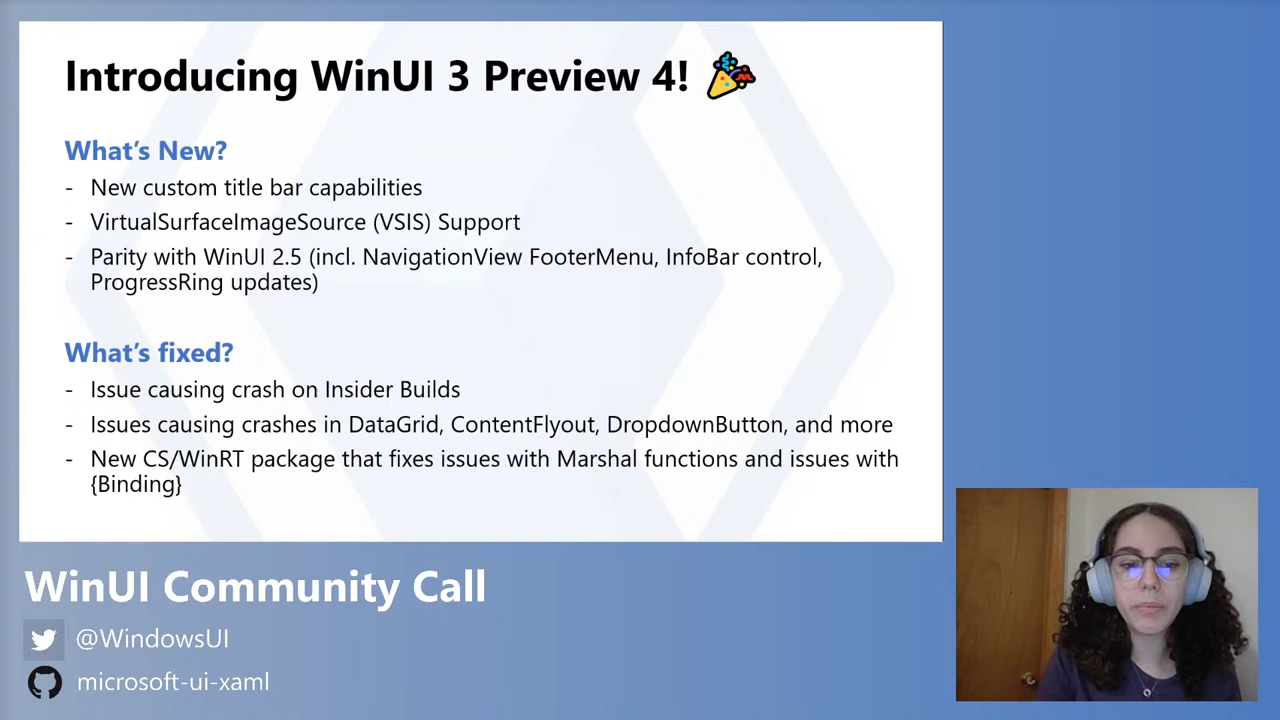 Introducing WinUI 3 Preview 4! 🎉
What's New?
- New custom title bar capabilities
- VirtualSurfaceImageSource (VSIS) Support
- Parity with WinUI 2.5 (incl. NavigationView FooterMenu, InfoBar control,
ProgressRing updates)
What's fixed?
- Issue causing crash on Insider Builds
- Issues causing crashes in DataGrid, ContentFlyout, DropdownButton, and more
- New CS/WinRT package that fixes issues with Marshal functions and issues with
{Binding}
WinUI Community Call
@WindowsUI
microsoft-ui-xaml